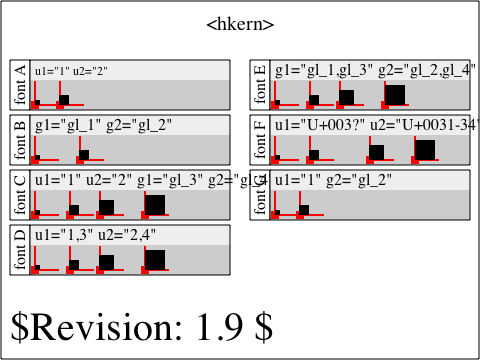 <hkern>
font A
u1="1" u2="2"
font B
g1="gl_1" g2="gl_2"
font C
u1="1" u2="2" g1="gl_3" g2="gl_4"
font D
u1="1,3" u2="2,4"
font E
g1="gl_1,gl_3" g2="gl_2,gl_4"
font F
u1="U+003?" u2="U+0031-34"
u1="1" g2="gl_2"
$Revision: 1.9 $